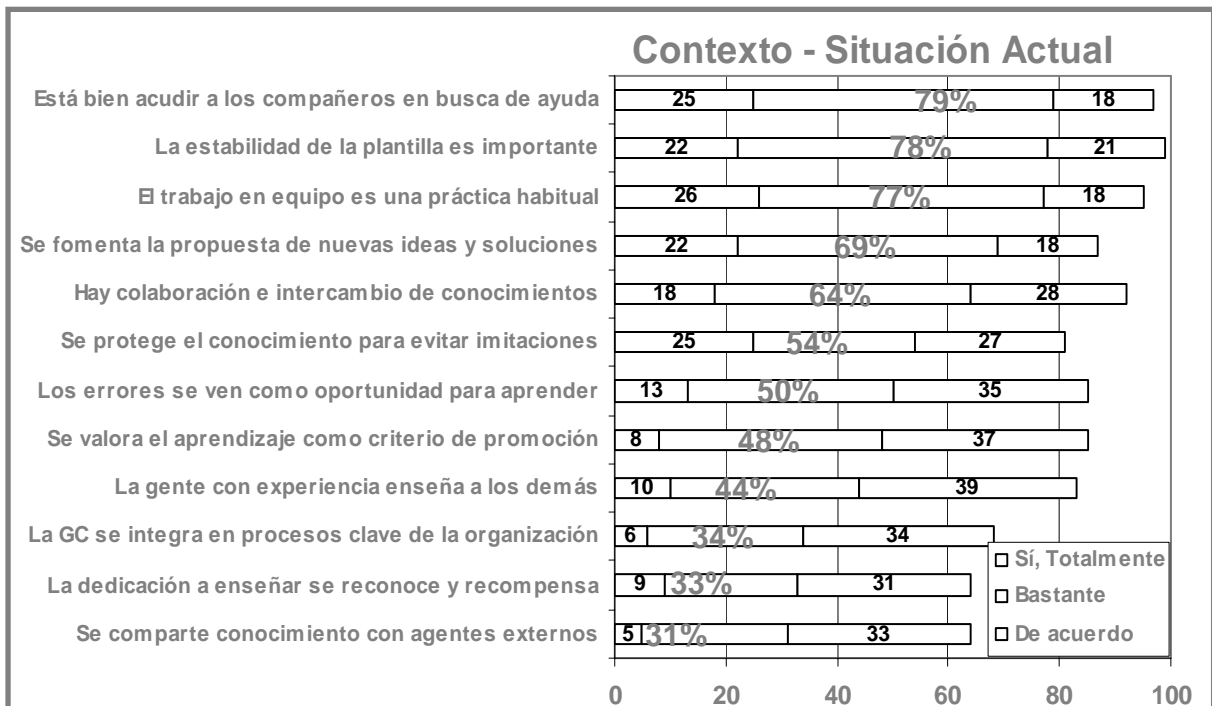 Contexto - Situación Actual
Está bien acudir a los compañeros en busca de ayuda 25 79% 18
La estabilidad de la plantilla es importante 22 78% 21
El trabajo en equipo es una práctica habitual 26 77% 18
Se fomenta la propuesta de nuevas ideas y soluciones 22 69% 18
Hay colaboración e intercambio de conocimientos 18 64% 28
Se protege el conocimiento para evitar imitaciones 25 54% 27
Los errores se ven como oportunidad para aprender 13 50% 35
Se valora el aprendizaje como criterio de promoción 8 48% 37
La gente con experiencia enseña a los demás 10 44% 39
La GC se integra en procesos clave de la organización 6 34% 34
La dedicación a enseñar se reconoce y recompensa 9 33% 31
Se comparte conocimiento con agentes externos 5 31% 33
Sí, Totalmente
Bastante
De acuerdo
0 20 40 60 80 100